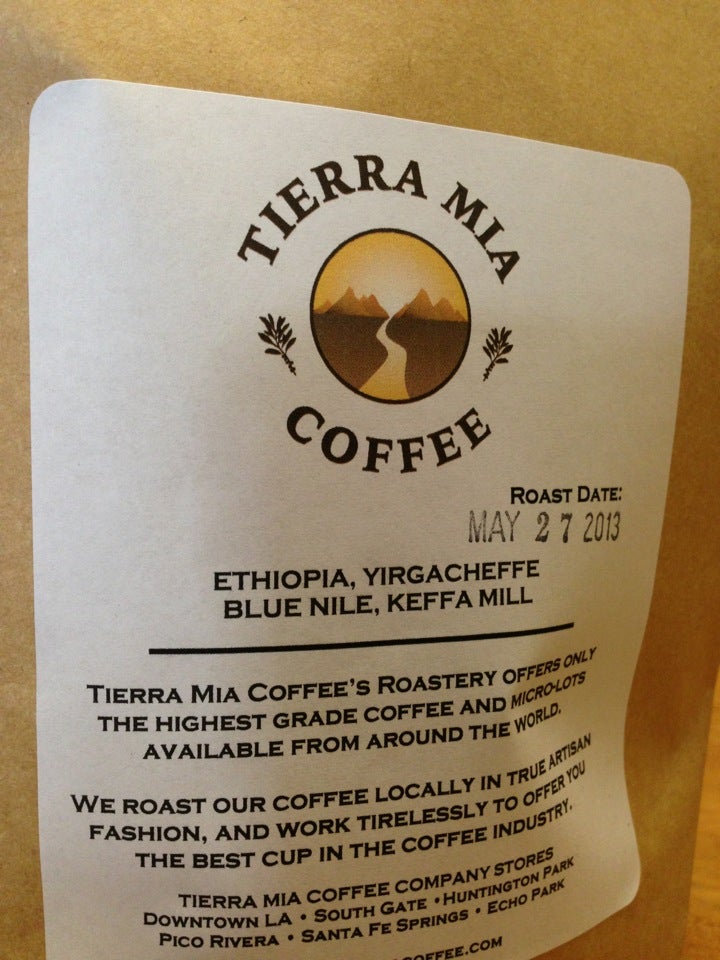 TIERRA MIA
COFFEE
ROAST DATE:
MAY 27 2013
ETHIOPIA, YIRGACHEFFE
BLUE NILE, KEFFA MILL
TIERRA MIA COFFEE'S ROASTERY OFFERS ONLY
THE HIGHEST GRADE COFFEE AND MICRO-LOTS
AVAILABLE FROM AROUND THE WORLD.
WE ROAST OUR COFFEE LOCALLY IN TRUE ARTISAN
FASHION, AND WORK TIRELESSLY TO OFFER YOU
THE BEST CUP IN THE COFFEE INDUSTRY.
TIERRA MIA COFFEE COMPANY STORES
DOWNTOWN LA • SOUTH GATE • HUNTINGTON PARK
PICO RIVERA • SANTA FE SPRINGS • ECHO PARK
COFFEE.COM